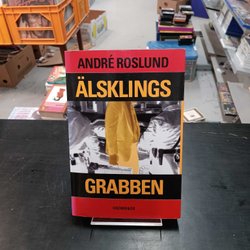 ANDRÉ ROSLUND
ÄLSKLINGS
GRABBEN